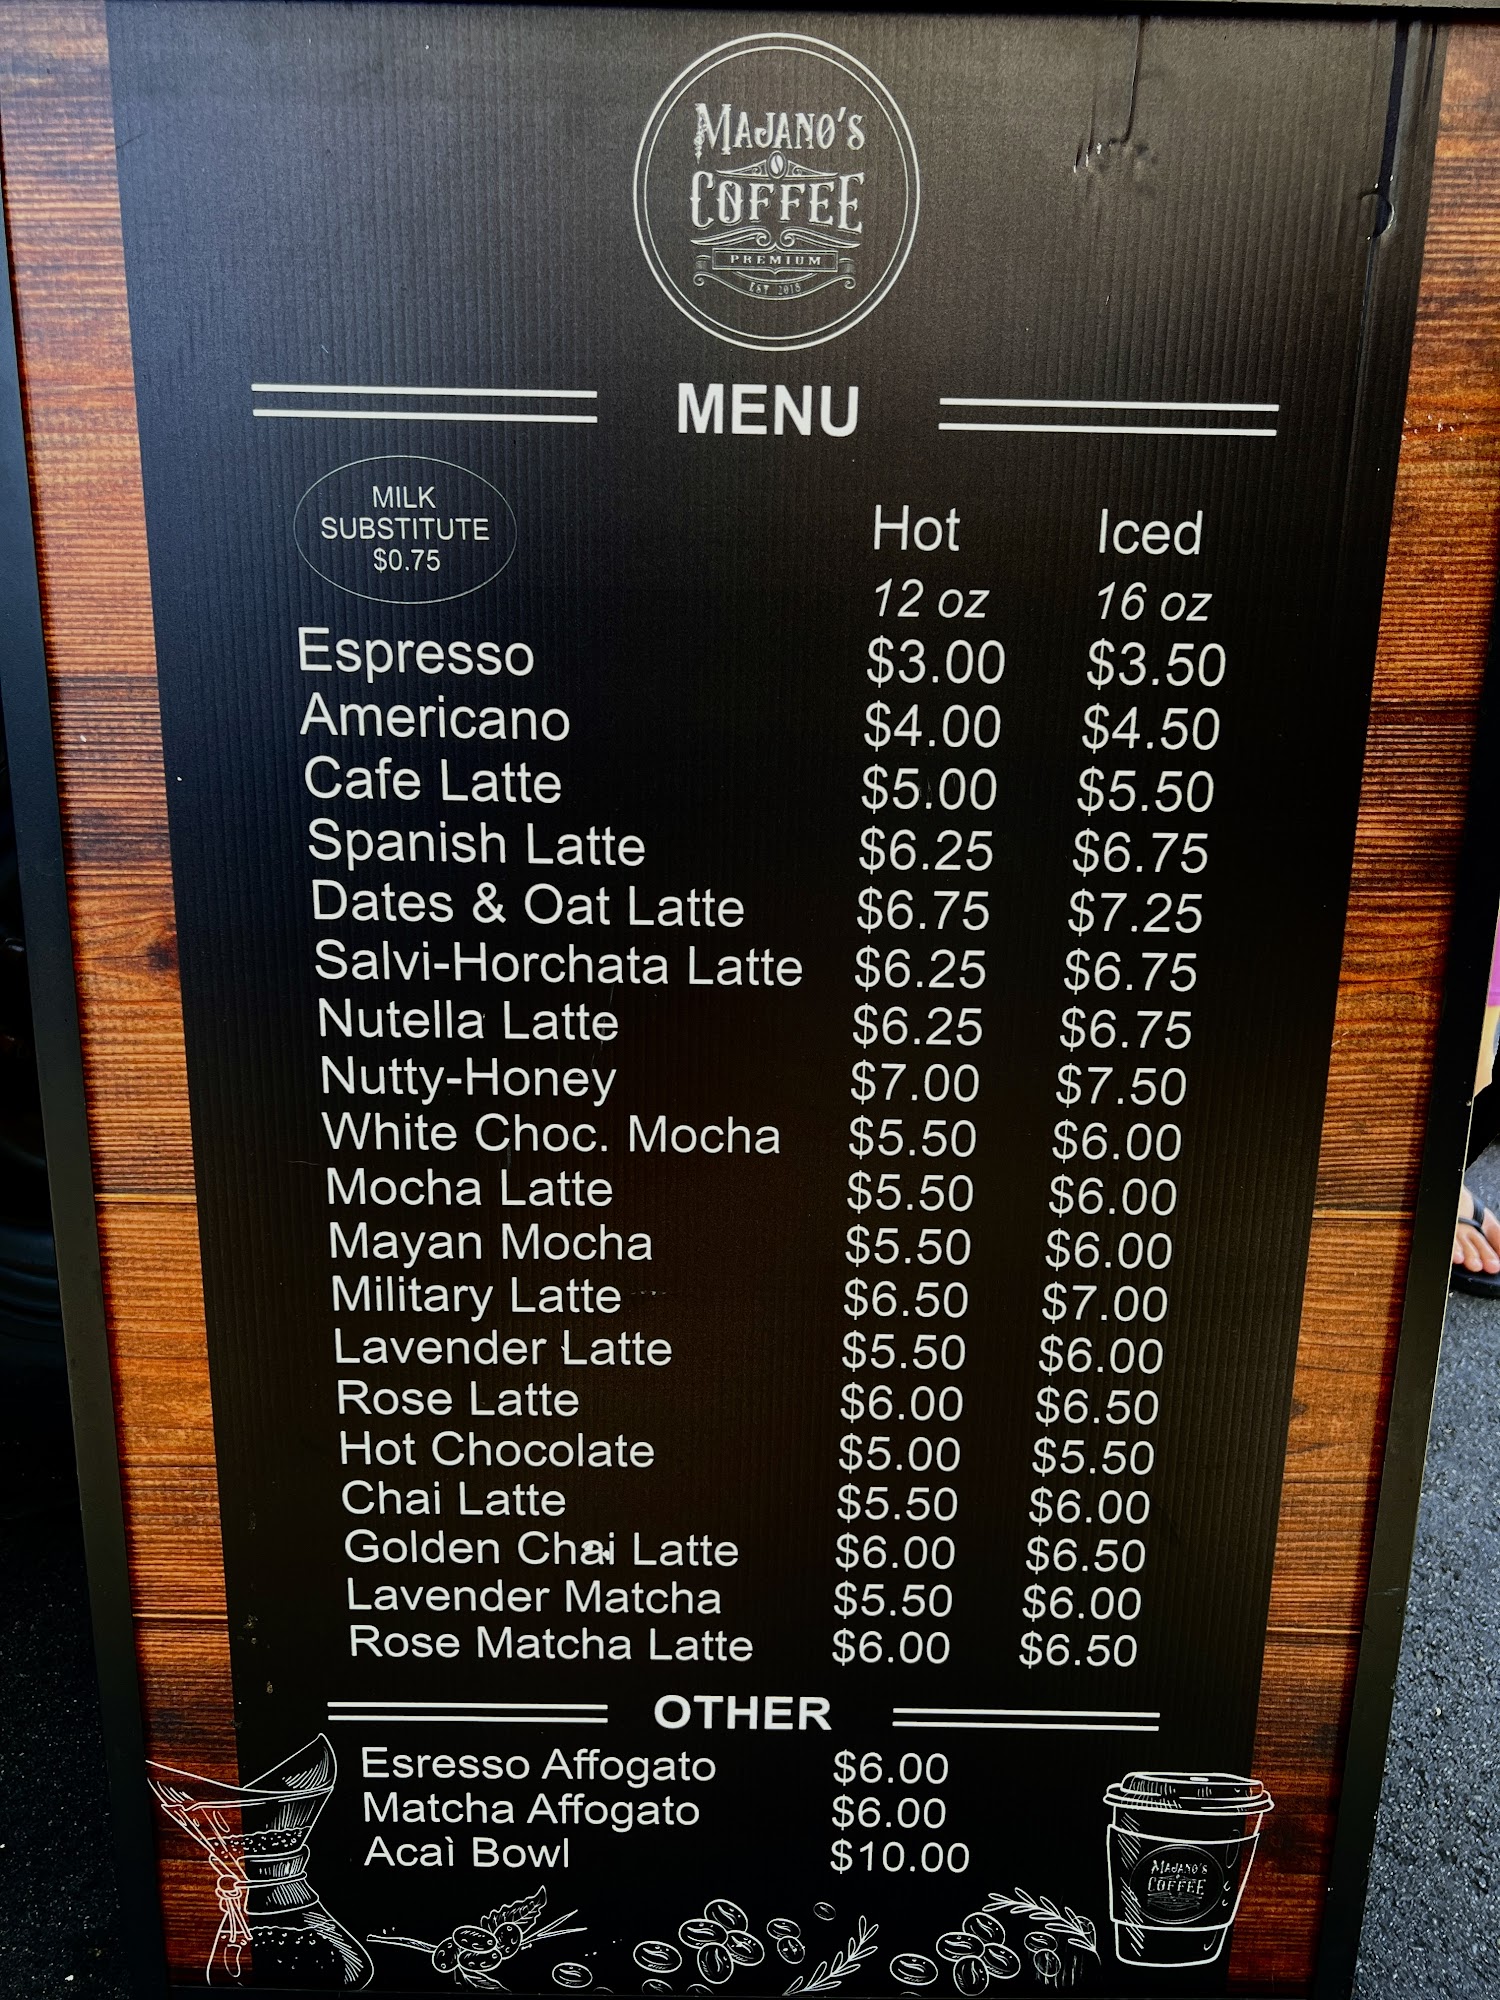 MAJANO'S
COFFEE
PREMIUM
EST 2018
MENU
MILK
SUBSTITUTE
$0.75
Hot Iced
12 oz 16 oz
Espresso $3.00 $3.50
Americano $4.00 $4.50
Cafe Latte $5.00 $5.50
Spanish Latte $6.25 $6.75
Dates & Oat Latte $6.75 $7.25
Salvi-Horchata Latte $6.25 $6.75
Nutella Latte $6.25 $6.75
Nutty-Honey $7.00 $7.50
White Choc. Mocha $5.50 $6.00
Mocha Latte $5.50 $6.00
Mayan Mocha $5.50 $6.00
Military Latte $6.50 $7.00
Lavender Latte $5.50 $6.00
Rose Latte $6.00 $6.50
Hot Chocolate $5.00 $5.50
Chai Latte $5.50 $6.00
Golden Chai Latte $6.00 $6.50
Lavender Matcha $5.50 $6.00
Rose Matcha Latte $6.00 $6.50
OTHER
Esresso Affogato $6.00
Matcha Affogato $6.00
Acaì Bowl $10.00
MAJANO'S
COFFEE